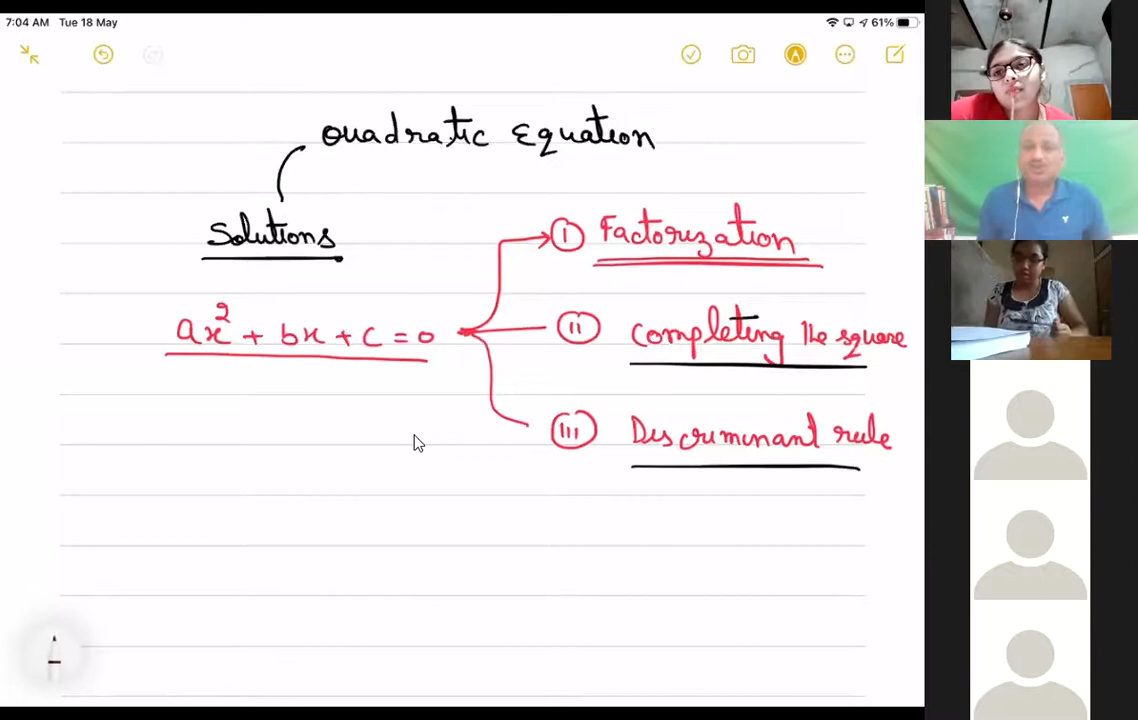 7:04 AM Tue 18 May 61%
Quadratic Equation
Solutions
(i) Factorization
ax² + bx + c = 0
(ii) Completing the square
(iii) Discriminant rule